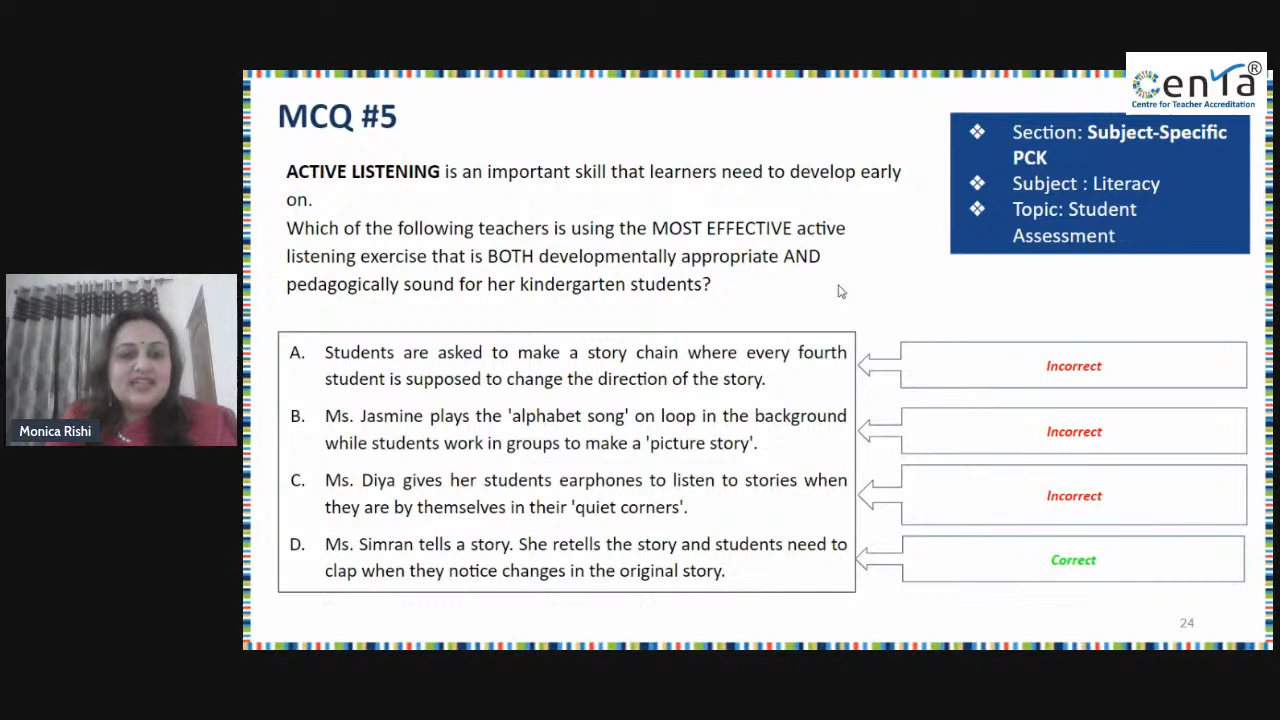 cenTa®
Centre for Teacher Accreditation
MCQ #5
❖ Section: Subject-Specific
PCK
❖ Subject : Literacy
❖ Topic: Student
Assessment
ACTIVE LISTENING is an important skill that learners need to develop early
on.
Which of the following teachers is using the MOST EFFECTIVE active
listening exercise that is BOTH developmentally appropriate AND
pedagogically sound for her kindergarten students?
A. Students are asked to make a story chain where every fourth
student is supposed to change the direction of the story.
Incorrect
B. Ms. Jasmine plays the 'alphabet song' on loop in the background
while students work in groups to make a 'picture story'.
Incorrect
C. Ms. Diya gives her students earphones to listen to stories when
they are by themselves in their 'quiet corners'.
Incorrect
D. Ms. Simran tells a story. She retells the story and students need to
clap when they notice changes in the original story.
Correct
Monica Rishi
24